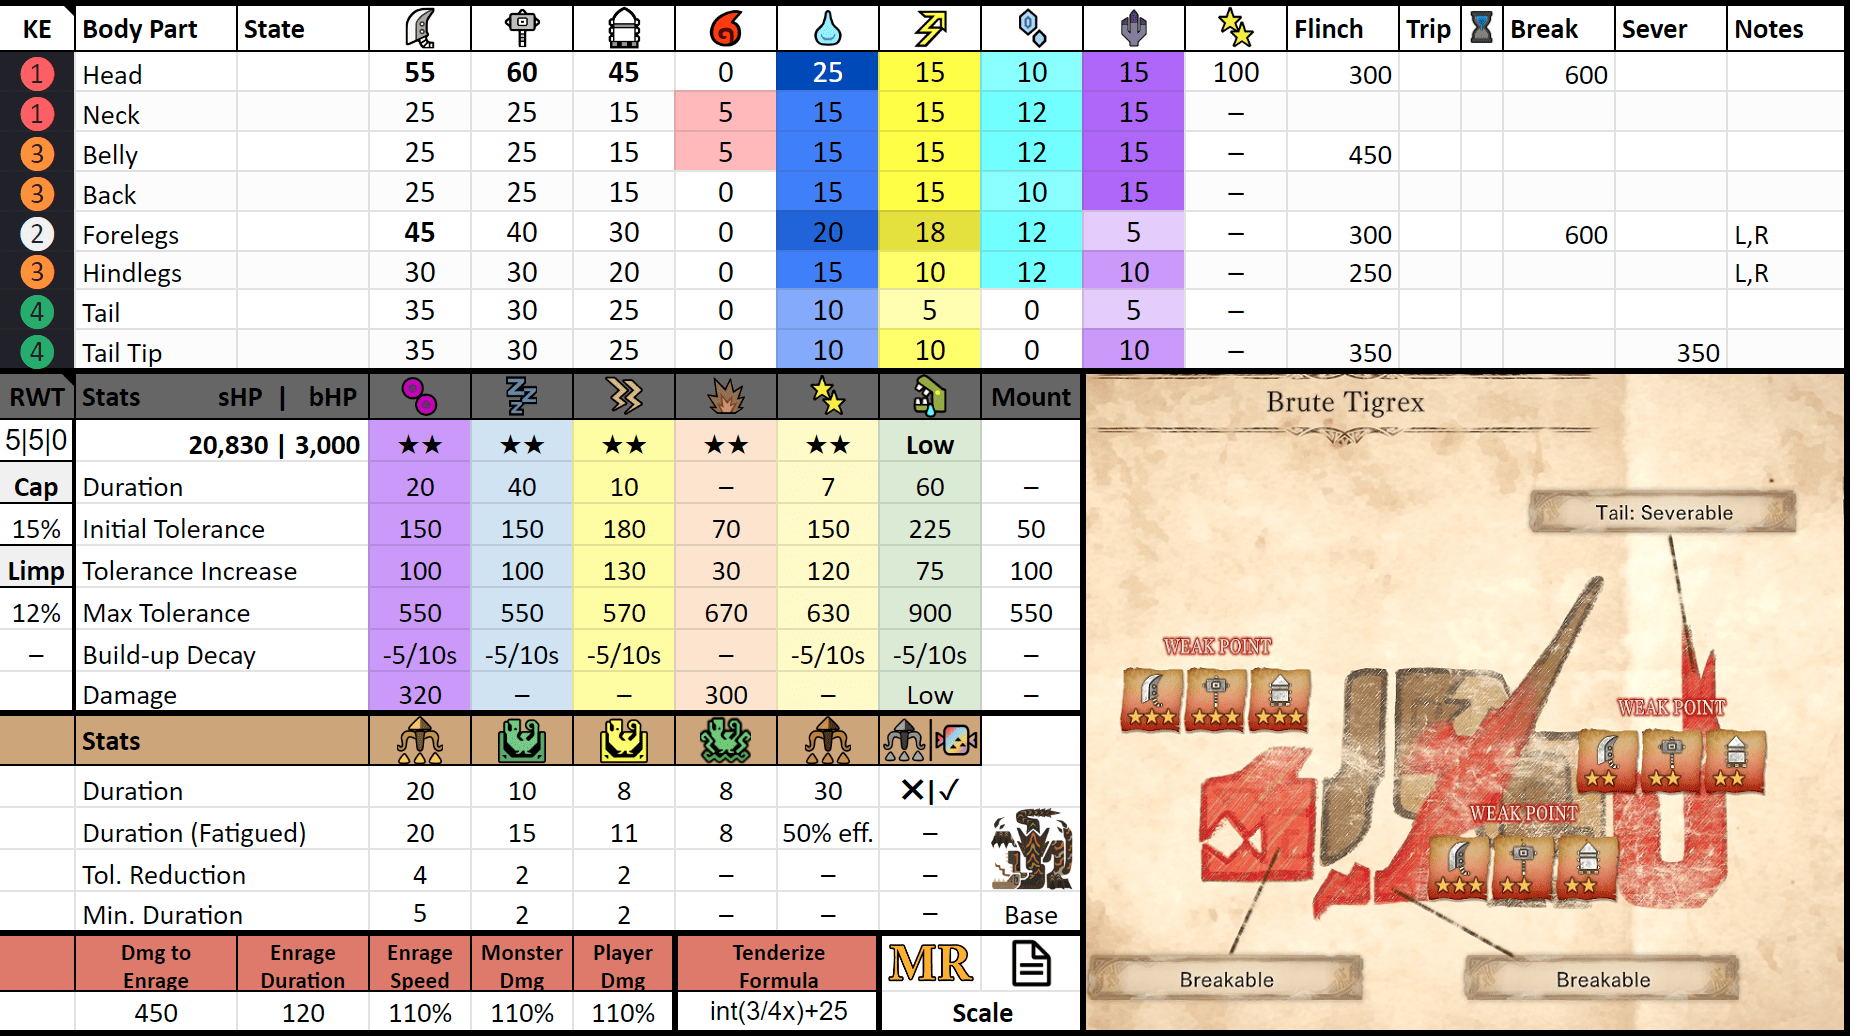 KE Body Part State Flinch Trip Break Sever Notes
1 Head 55 60 45 0 25 15 10 15 100 300 600
1 Neck 25 25 15 5 15 15 12 15 –
3 Belly 25 25 15 5 15 15 12 15 – 450
3 Back 25 25 15 0 15 15 10 15 –
2 Forelegs 45 40 30 0 20 18 12 5 – 300 600 L,R
3 Hindlegs 30 30 20 0 15 10 12 10 – 250 L,R
4 Tail 35 30 25 0 10 5 0 5 –
4 Tail Tip 35 30 25 0 10 10 0 10 – 350 350
RWT Stats sHP | bHP Mount
5|5|0 20,830 | 3,000 ★★ ★★ ★★ ★★ ★★ Low
Cap Duration 20 40 10 – 7 60 –
15% Initial Tolerance 150 150 180 70 150 225 50
Limp Tolerance Increase 100 100 130 30 120 75 100
12% Max Tolerance 550 550 570 670 630 900 550
– Build-up Decay -5/10s -5/10s -5/10s – -5/10s -5/10s –
Damage 320 – – 300 – Low –
Stats
Duration 20 10 8 8 30 ✕|✓
Duration (Fatigued) 20 15 11 8 50% eff. –
Tol. Reduction 4 2 2 – – –
Min. Duration 5 2 2 – – – Base
Dmg to Enrage Enrage Duration Enrage Speed Monster Dmg Player Dmg Tenderize Formula MR
450 120 110% 110% 110% int(3/4x)+25 Scale
Brute Tigrex
Tail: Severable
WEAK POINT
WEAK POINT
WEAK POINT
Breakable
Breakable